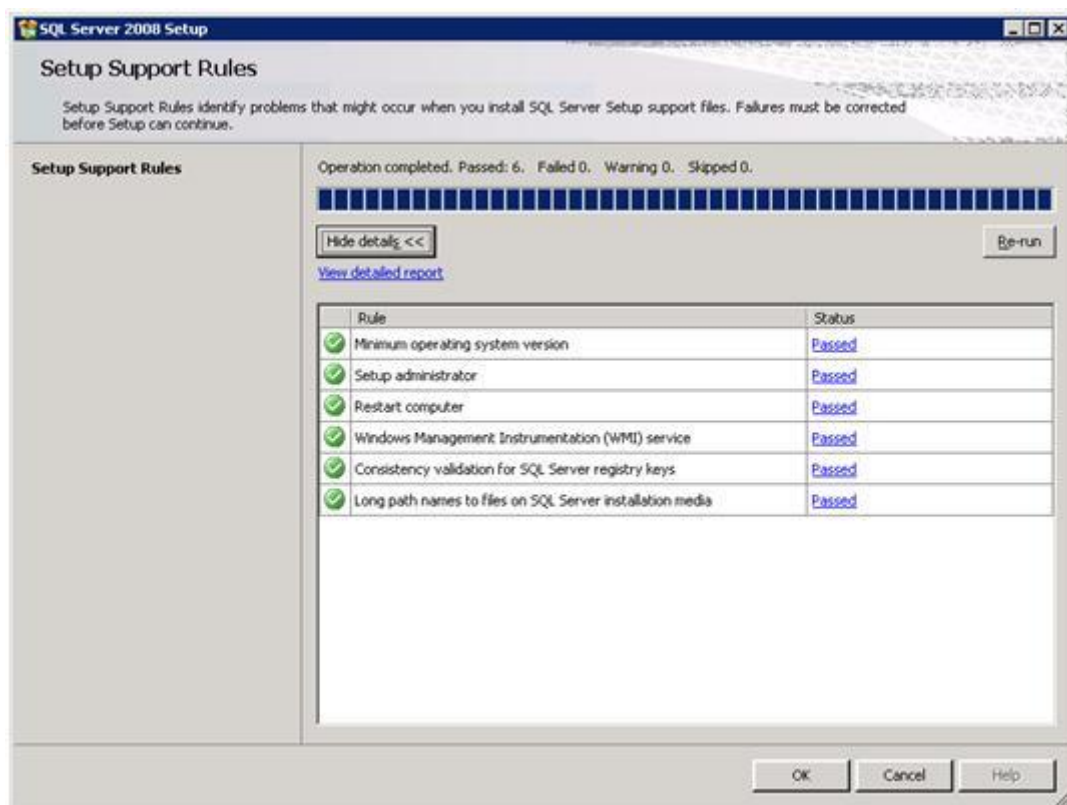 SQL Server 2008 Setup
Setup Support Rules
Setup Support Rules identify problems that might occur when you install SQL Server Setup support files. Failures must be corrected
before Setup can continue.
Setup Support Rules
Operation completed. Passed: 6. Failed 0. Warning 0. Skipped 0.
Hide details <<
Re-run
View detailed report
Rule Status
Minimum operating system version Passed
Setup administrator Passed
Restart computer Passed
Windows Management Instrumentation (WMI) service Passed
Consistency validation for SQL Server registry keys Passed
Long path names to files on SQL Server installation media Passed
OK Cancel Help